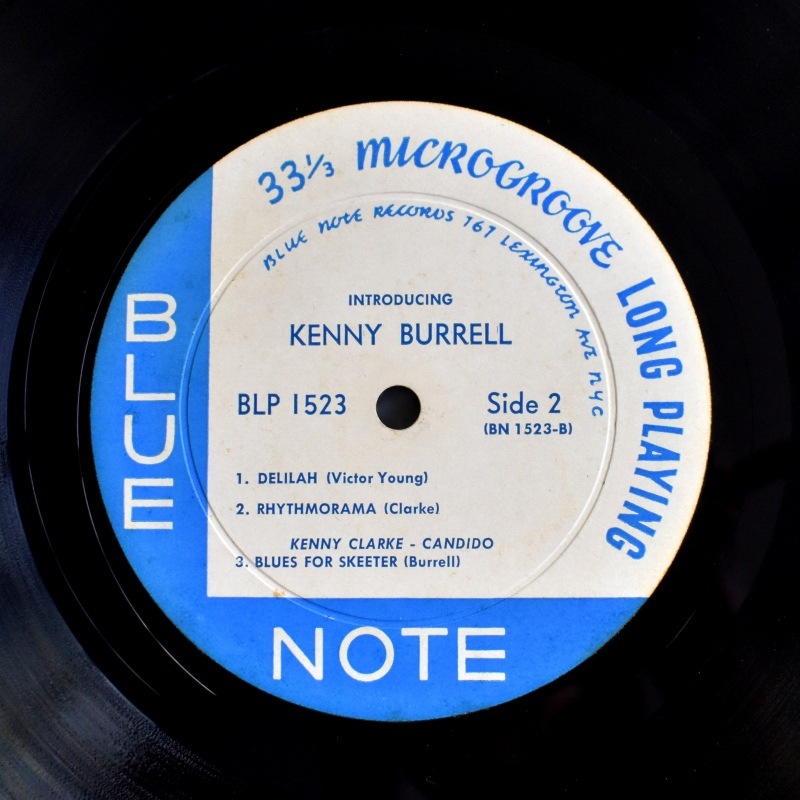 33⅓ MICROGROOVE LONG PLAYING
BLUE NOTE RECORDS 767 LEXINGTON AVE NYC
INTRODUCING
KENNY BURRELL
BLP 1523
Side 2
(BN 1523-B)
1. DELILAH (Victor Young)
2. RHYTHMORAMA (Clarke)
KENNY CLARKE - CANDIDO
3. BLUES FOR SKEETER (Burrell)
BLUE
NOTE